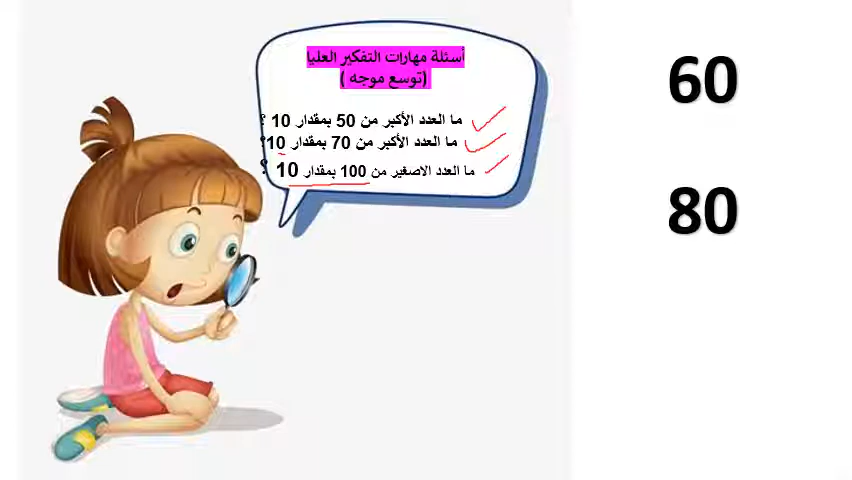 أسئلة مهارات التفكير العليا
(توسع موجه )
ما العدد الأكبر من 50 بمقدار 10 ؟
ما العدد الأكبر من 70 بمقدار 10؟
ما العدد الاصغير من 100 بمقدار 10 ؟
60
80